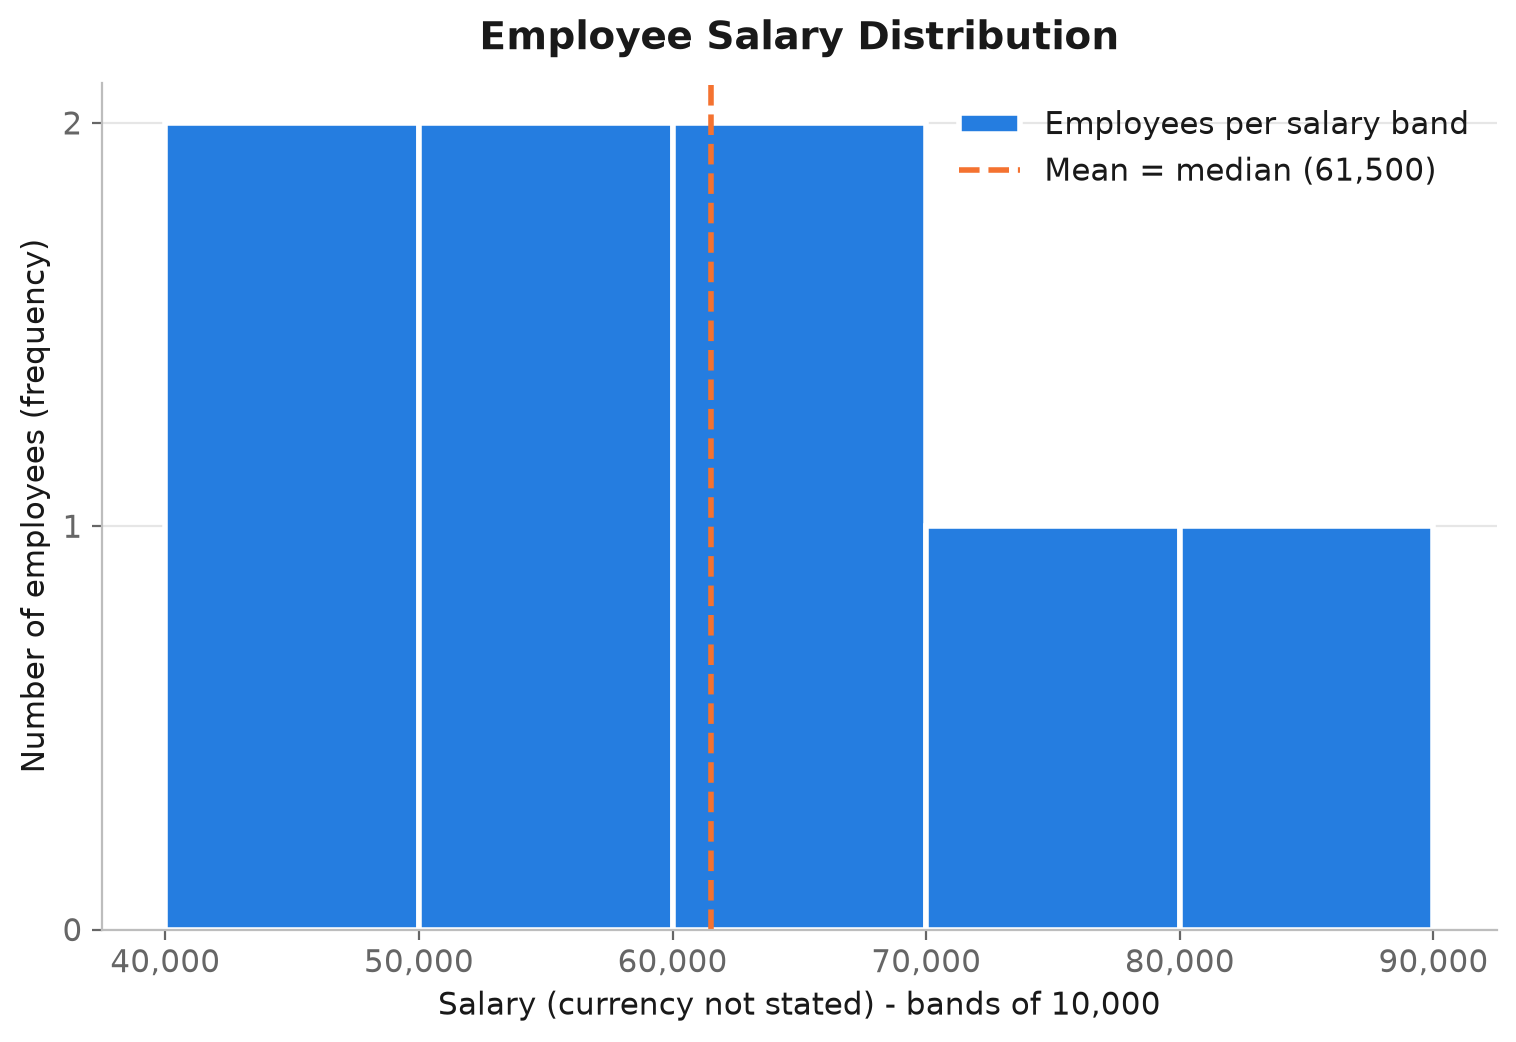 Employee Salary Distribution
Employees per salary band
Mean = median (61,500)
Number of employees (frequency)
2
1
0
40,000 50,000 60,000 70,000 80,000 90,000
Salary (currency not stated) - bands of 10,000